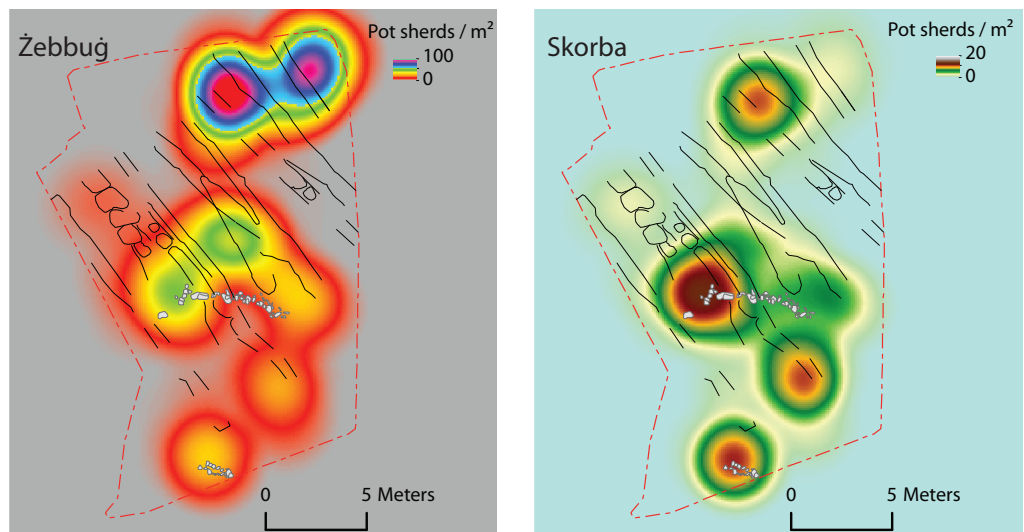 Żebbuġ
Pot sherds / m²
100
0
0 5 Meters
Skorba
Pot sherds / m²
20
0
0 5 Meters